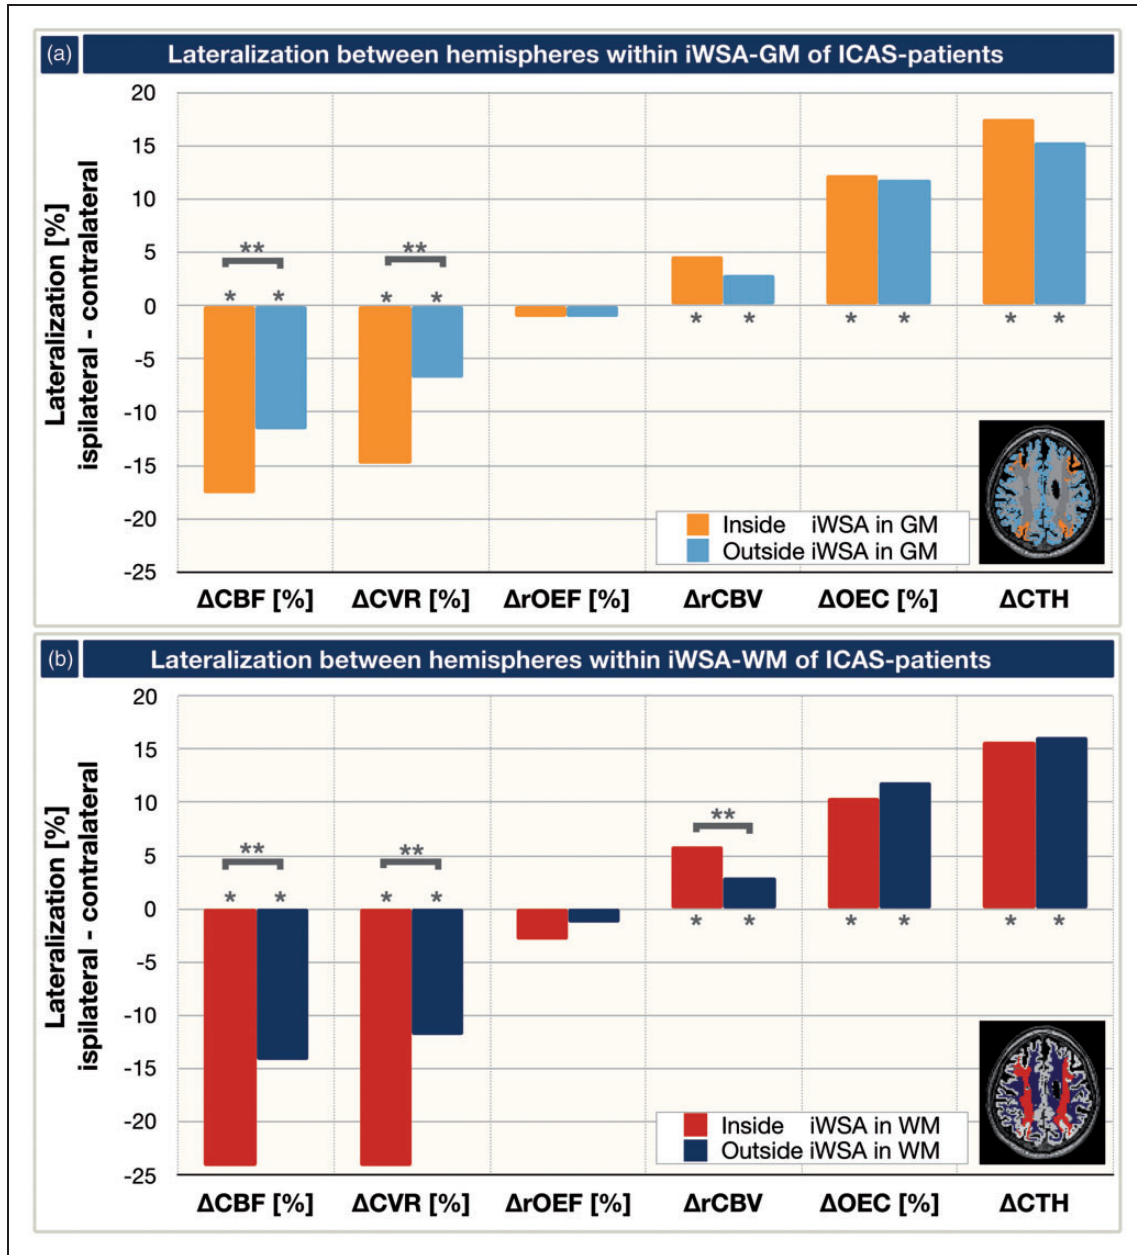 (a) Lateralization between hemispheres within iWSA-GM of ICAS-patients
Lateralization [%]
ispilateral - contralateral
20
15
10
5
0
-5
-10
-15
-20
-25
** **
* * * *
* * * * * *
Inside iWSA in GM
Outside iWSA in GM
ΔCBF [%] ΔCVR [%] ΔrOEF [%] ΔrCBV ΔOEC [%] ΔCTH
(b) Lateralization between hemispheres within iWSA-WM of ICAS-patients
Lateralization [%]
ispilateral - contralateral
20
15
10
5
0
-5
-10
-15
-20
-25
** ** **
* * * *
* * * * * *
Inside iWSA in WM
Outside iWSA in WM
ΔCBF [%] ΔCVR [%] ΔrOEF [%] ΔrCBV ΔOEC [%] ΔCTH